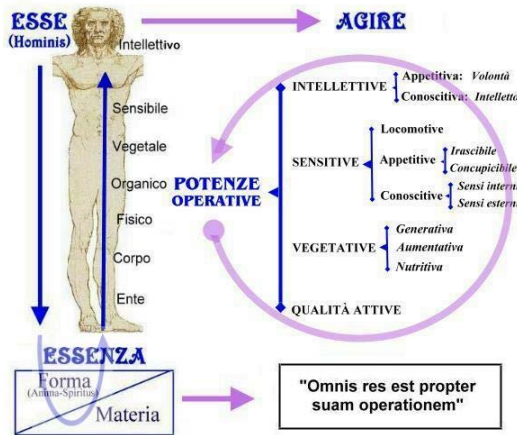 ESSE
(Hominis)
AGIRE
Intellettivo
Sensibile
Vegetale
Organico
Fisico
Corpo
Ente
POTENZE
OPERATIVE
INTELLETTIVE
Appetitiva: Volontà
Conoscitiva: Intelletto
SENSITIVE
Locomotive
Appetitive
Irascibile
Concupicibile
Conoscitive
Sensi interni
Sensi esterni
VEGETATIVE
Generativa
Aumentativa
Nutritiva
QUALITÀ ATTIVE
ESSENZA
Forma
(Anima-Spiritus)
Materia
"Omnis res est propter
suam operationem"